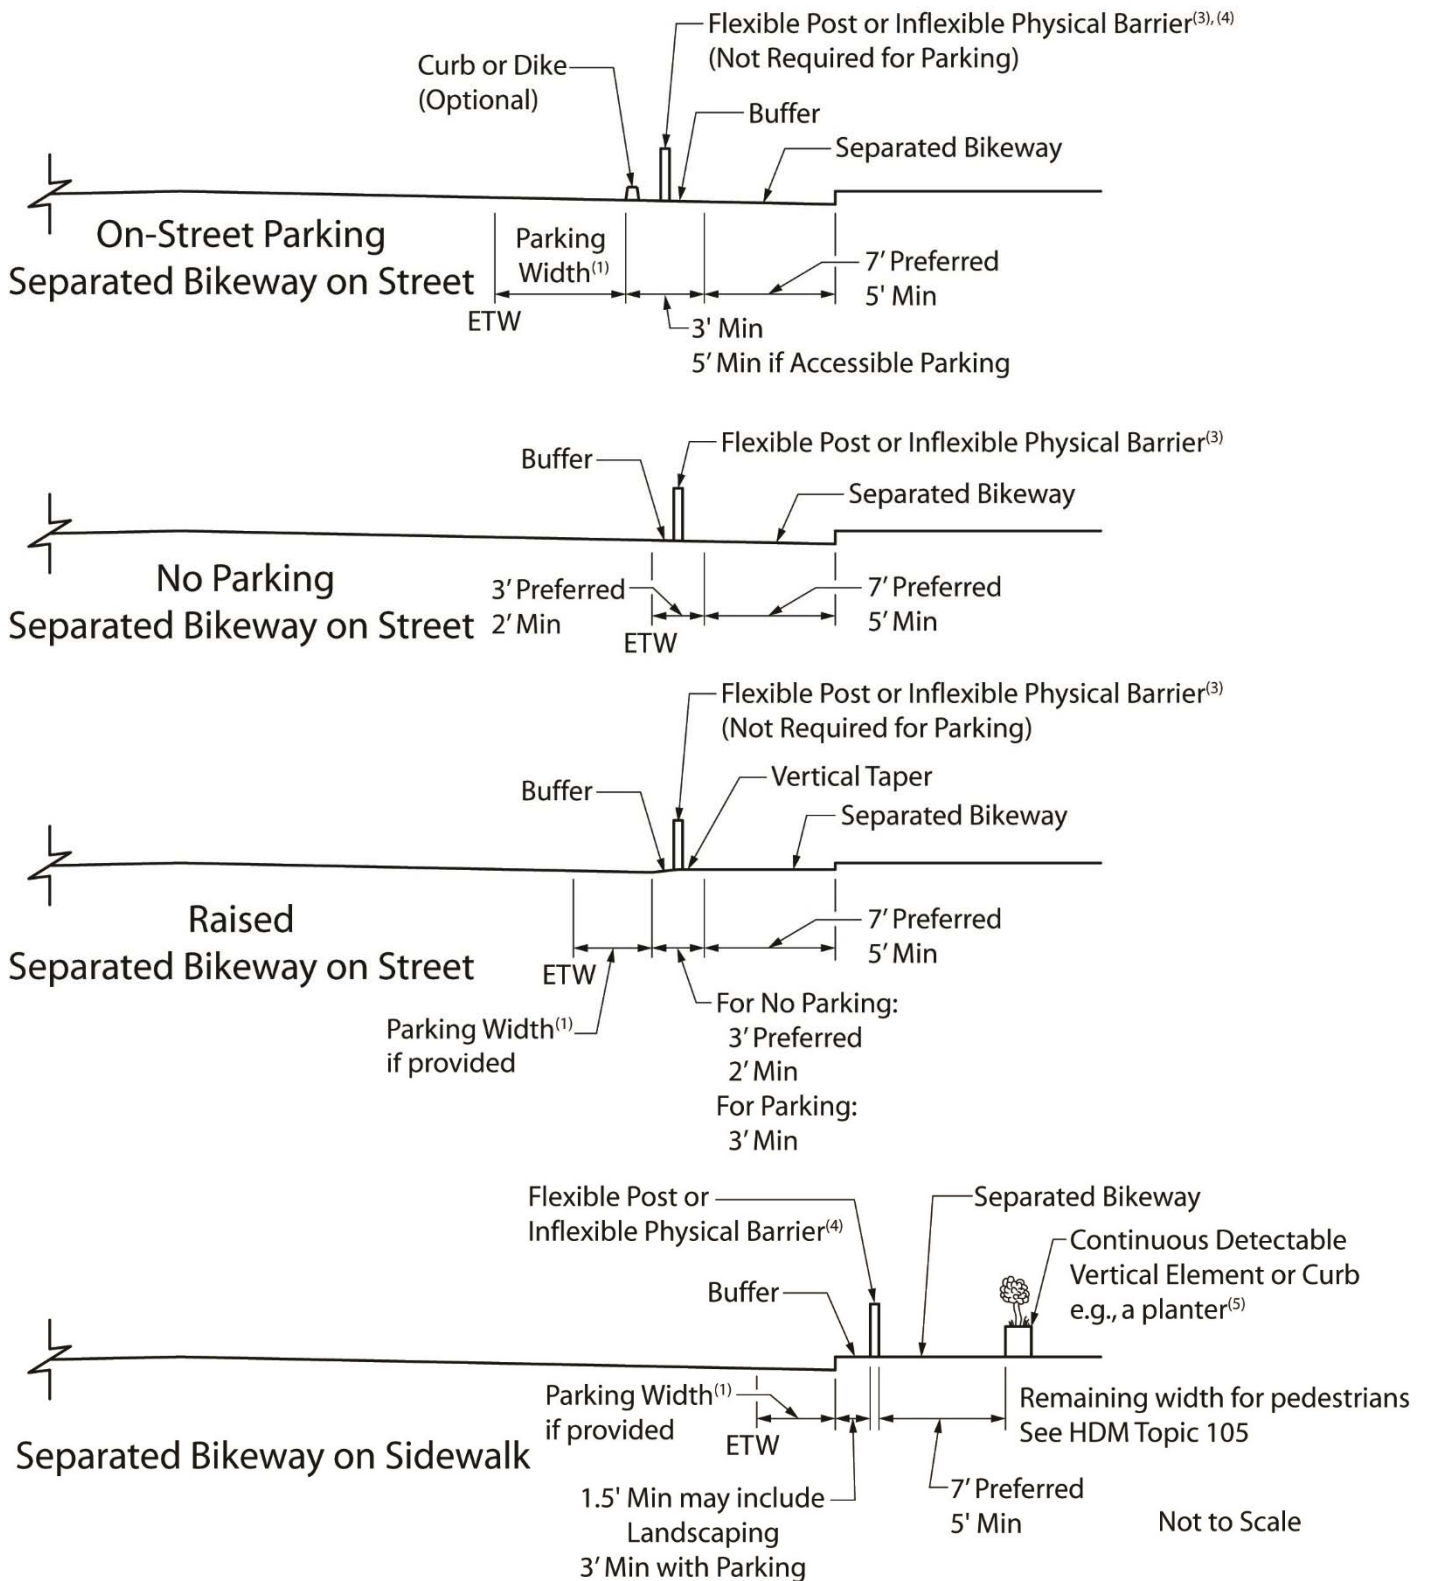 Flexible Post or Inflexible Physical Barrier(3), (4)
(Not Required for Parking)
Curb or Dike
(Optional)
Buffer
Separated Bikeway
On-Street Parking
Separated Bikeway on Street
Parking
Width(1)
ETW
7' Preferred
5' Min
3' Min
5' Min if Accessible Parking
Flexible Post or Inflexible Physical Barrier(3)
Buffer
Separated Bikeway
No Parking
Separated Bikeway on Street
3' Preferred
2' Min
ETW
7' Preferred
5' Min
Flexible Post or Inflexible Physical Barrier(3)
(Not Required for Parking)
Vertical Taper
Buffer
Separated Bikeway
Raised
Separated Bikeway on Street
7' Preferred
5' Min
ETW
Parking Width(1)
if provided
For No Parking:
3' Preferred
2' Min
For Parking:
3' Min
Flexible Post or
Inflexible Physical Barrier(4)
Separated Bikeway
Continuous Detectable
Vertical Element or Curb
e.g., a planter(5)
Buffer
Parking Width(1)
if provided
ETW
Remaining width for pedestrians
See HDM Topic 105
Separated Bikeway on Sidewalk
1.5' Min may include
Landscaping
3' Min with Parking
7' Preferred
5' Min
Not to Scale